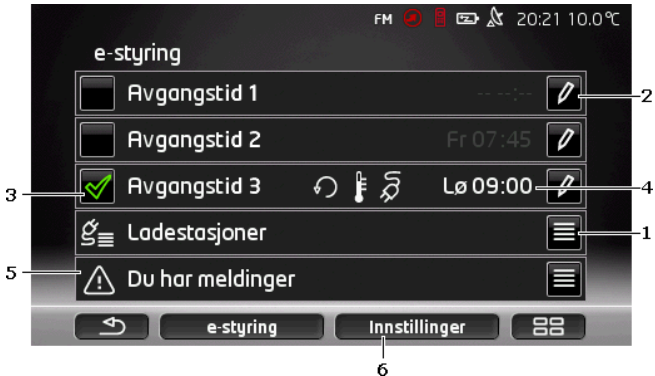 FM 20:21 10.0℃
e-styring
Avgangstid 1 -- --:--
2
Avgangstid 2 Fr 07:45
3
Avgangstid 3 Lø 09:00
4
Ladestasjoner
1
5
Du har meldinger
e-styring Innstillinger
6